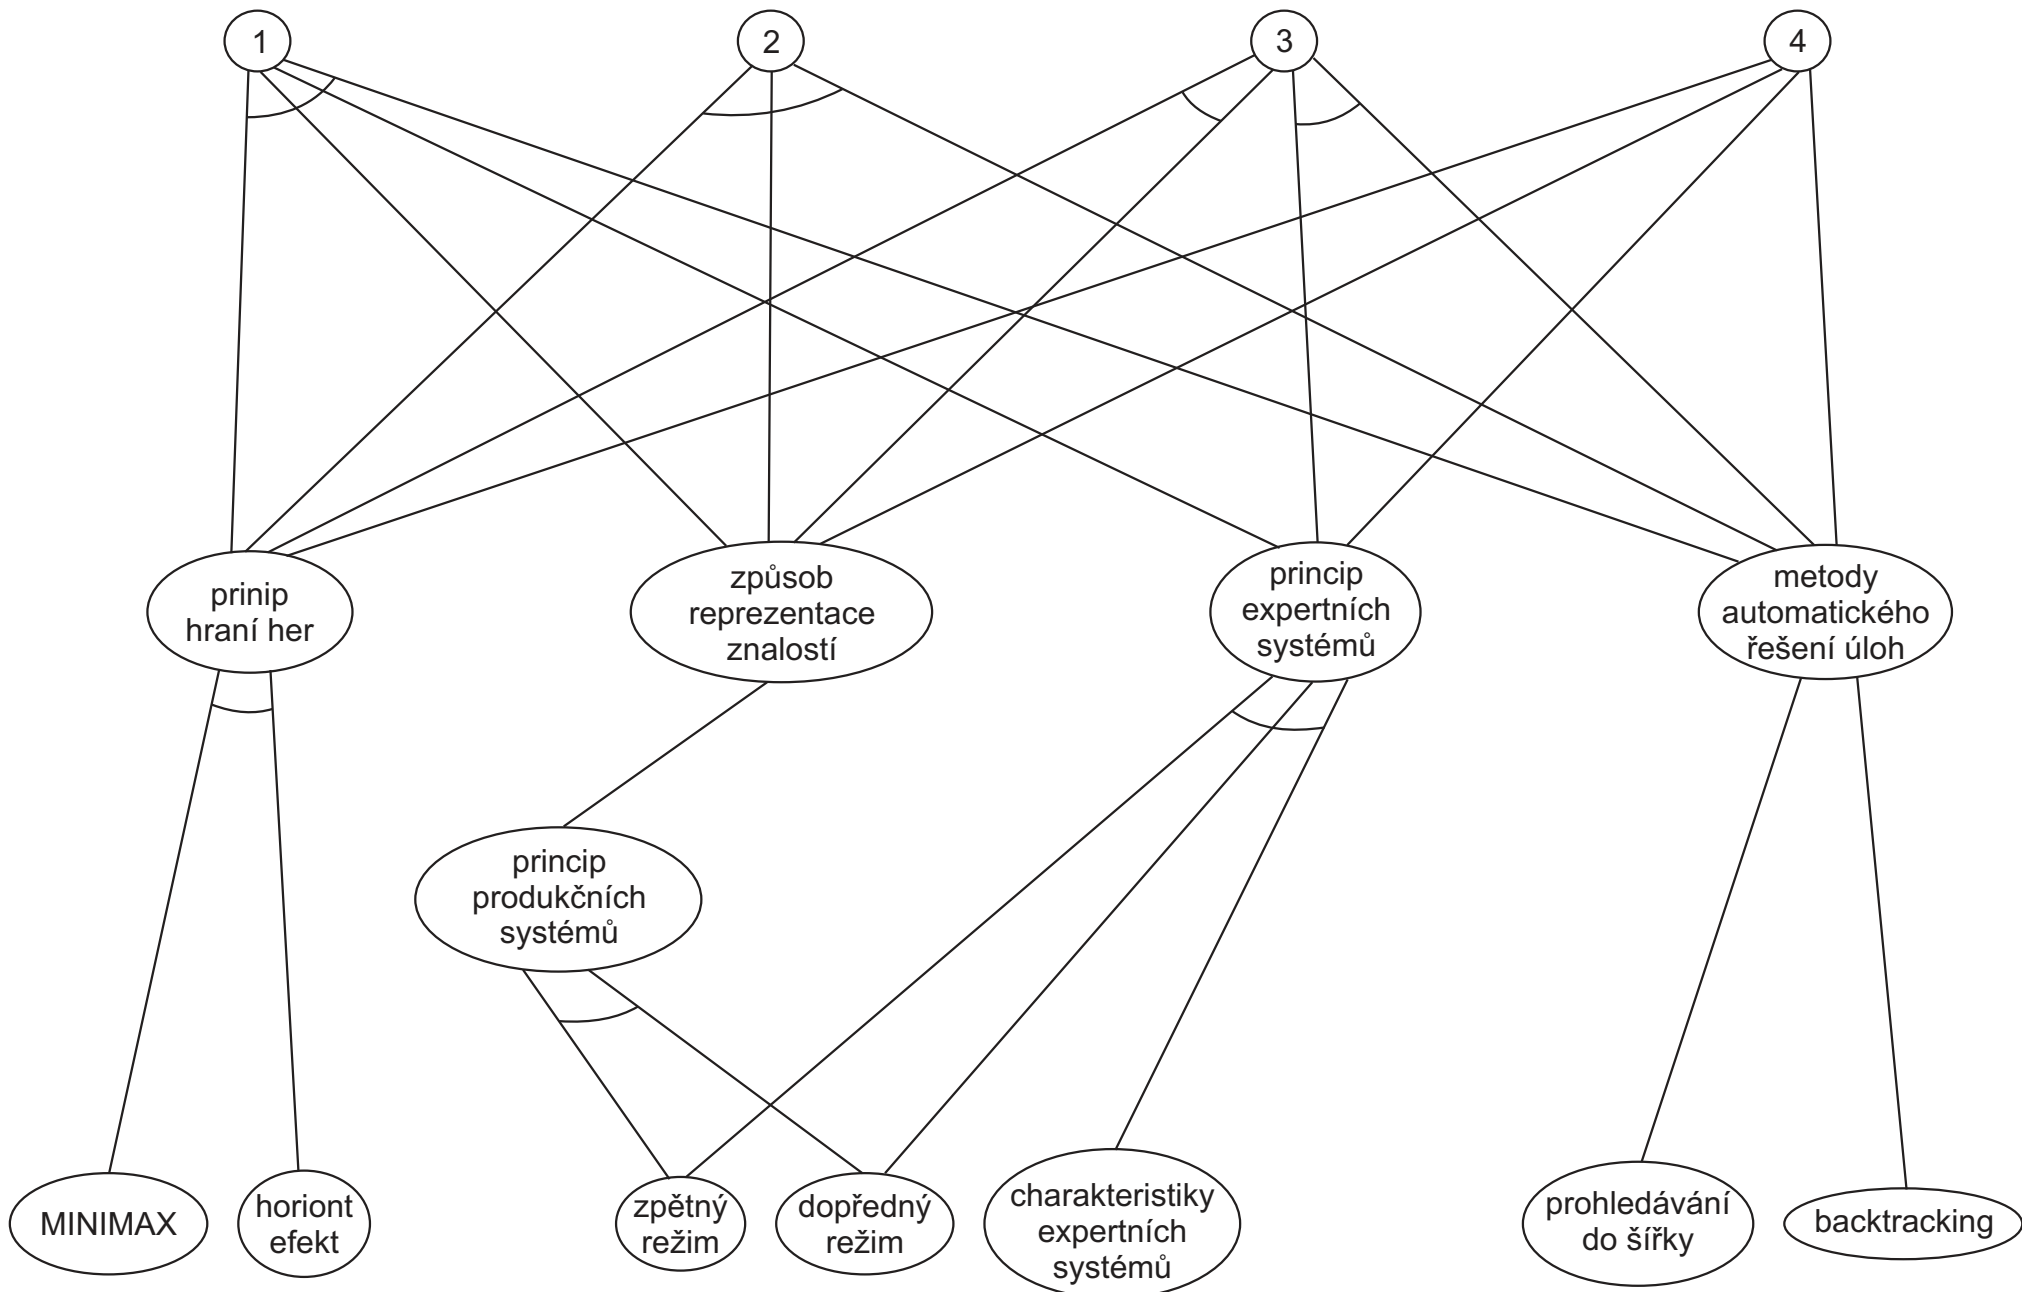 1
2
3
4
prinip
hraní her
způsob
reprezentace
znalostí
princip
expertních
systémů
metody
automatického
řešení úloh
princip
produkčních
systémů
MINIMAX
horiont
efekt
zpětný
režim
dopředný
režim
charakteristiky
expertních
systémů
prohledávání
do šířky
backtracking